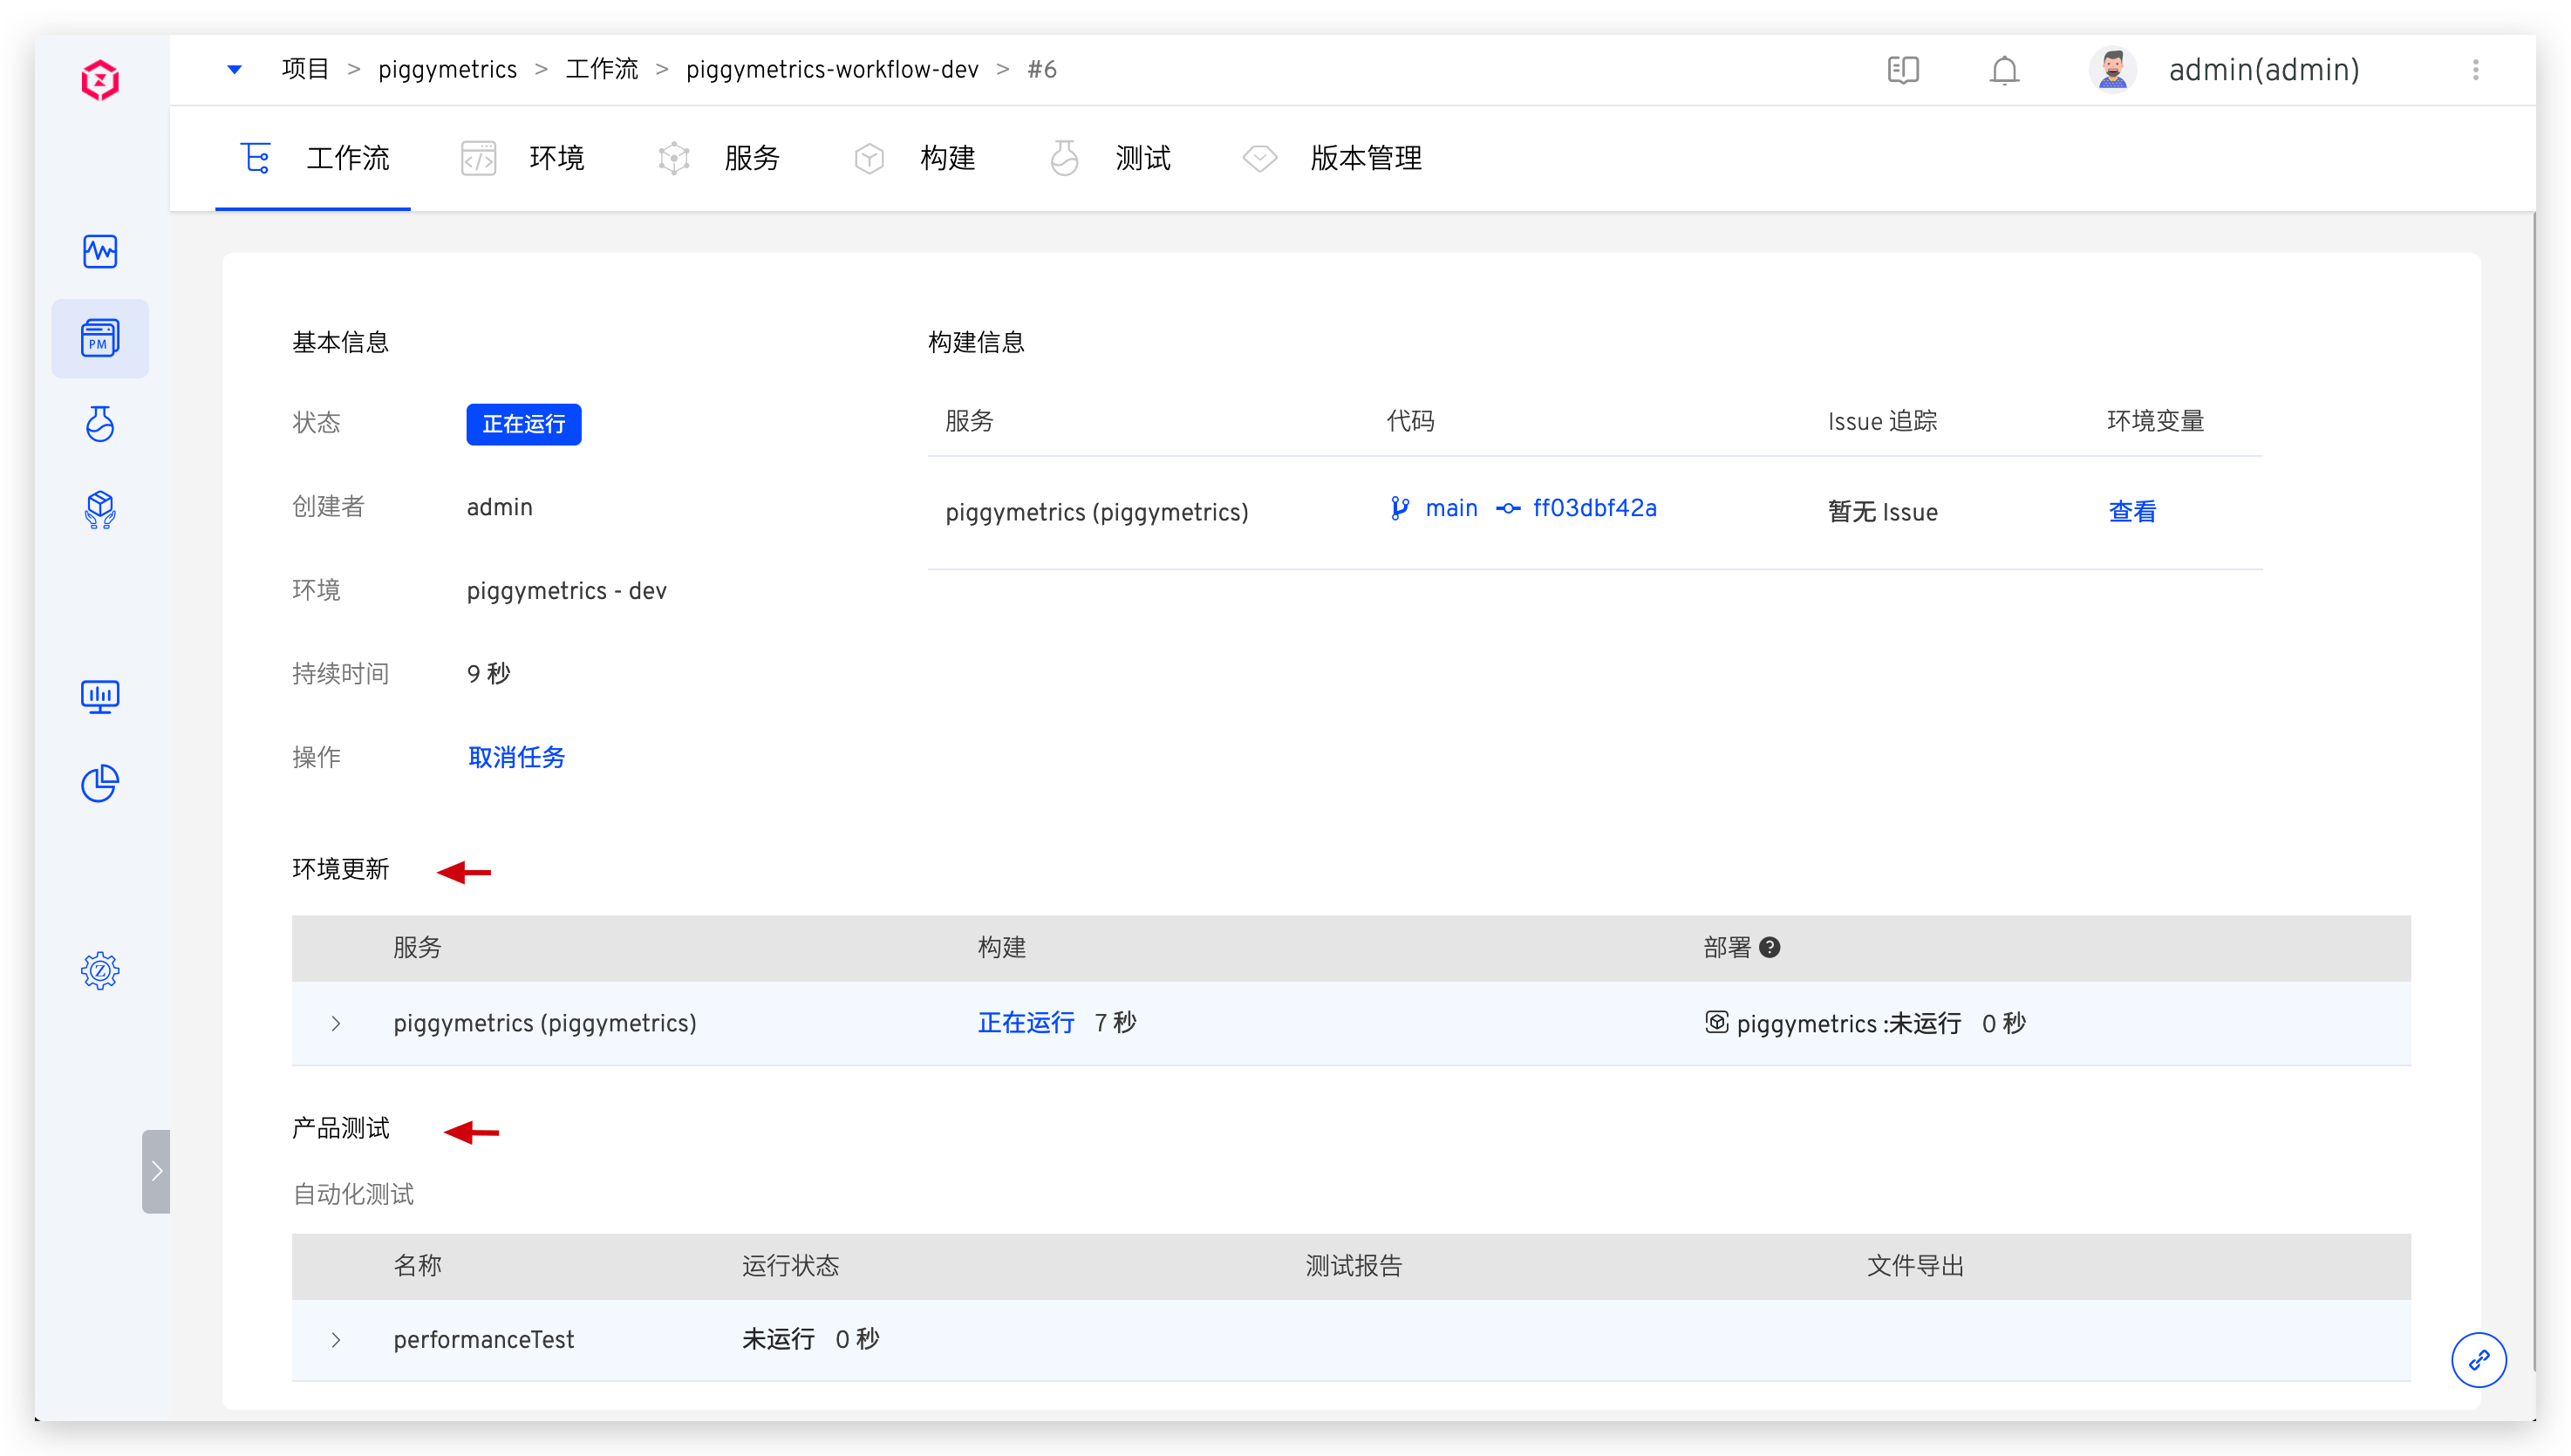 项目 > piggymetrics > 工作流 > piggymetrics-workflow-dev > #6
admin(admin)
工作流 环境 服务 构建 测试 版本管理
PM
基本信息
状态 正在运行
创建者 admin
环境 piggymetrics - dev
持续时间 9 秒
操作 取消任务
构建信息
服务 代码 Issue 追踪 环境变量
piggymetrics (piggymetrics) main ff03dbf42a 暂无 Issue 查看
环境更新
服务 构建 部署 ?
piggymetrics (piggymetrics) 正在运行 7 秒 piggymetrics :未运行 0 秒
产品测试
自动化测试
名称 运行状态 测试报告 文件导出
performanceTest 未运行 0 秒